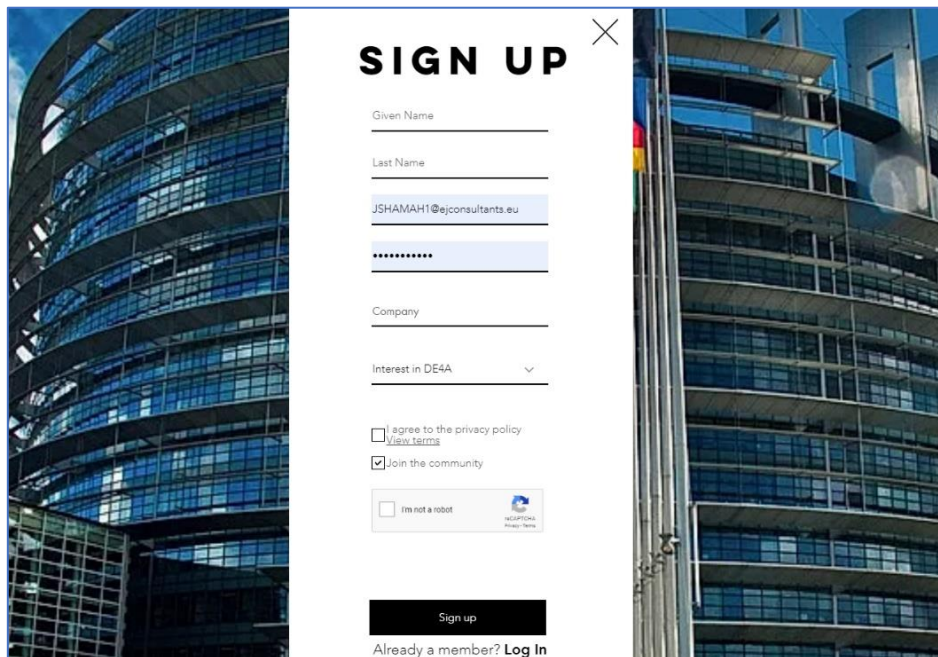 SIGN UP
Given Name
Last Name
JSHAMAH1@ejconsultants.eu
•••••••••••
Company
Interest in DE4A
I agree to the privacy policy
View terms
Join the community
I'm not a robot
reCAPTCHA
Privacy - Terms
Sign up
Already a member? Log In